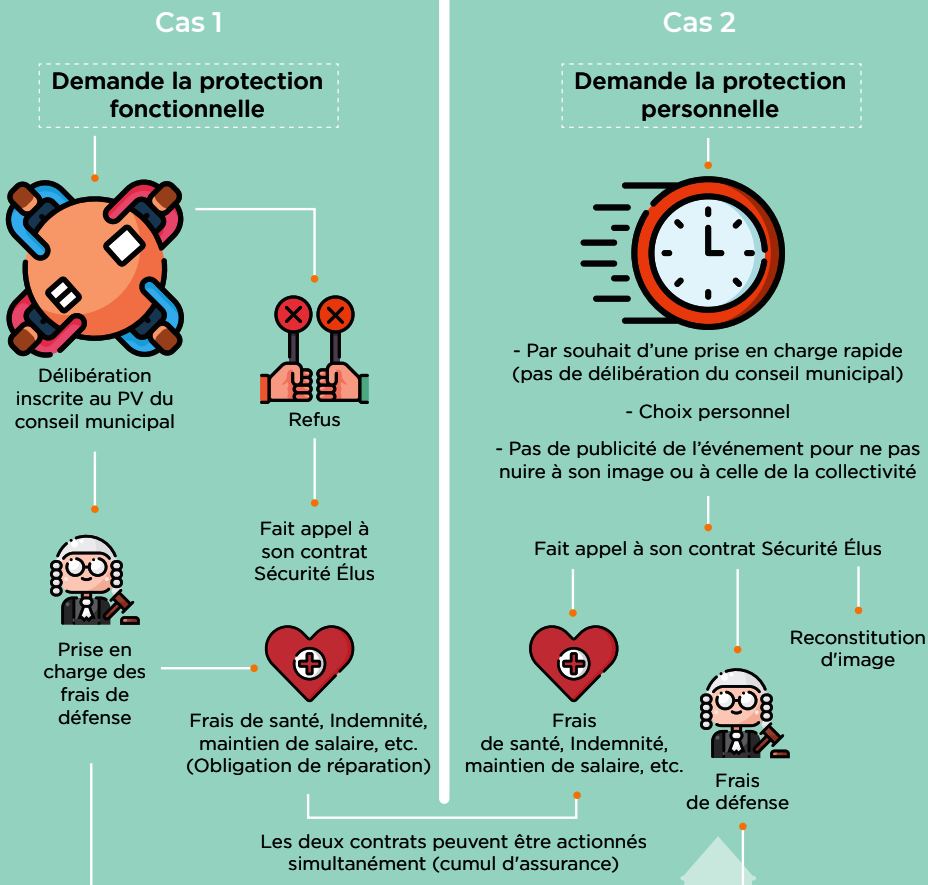 Cas 1
Demande la protection
fonctionnelle
Délibération
inscrite au PV du
conseil municipal
Refus
Fait appel à
son contrat
Sécurité Élus
Prise en
charge des
frais de
défense
Frais de santé, Indemnité,
maintien de salaire, etc.
(Obligation de réparation)
Cas 2
Demande la protection
personnelle
- Par souhait d’une prise en charge rapide
(pas de délibération du conseil municipal)
- Choix personnel
- Pas de publicité de l’événement pour ne pas
nuire à son image ou à celle de la collectivité
Fait appel à son contrat Sécurité Élus
Reconstitution
d'image
Frais
de santé, Indemnité,
maintien de salaire, etc.
Frais
de défense
Les deux contrats peuvent être actionnés
simultanément (cumul d'assurance)